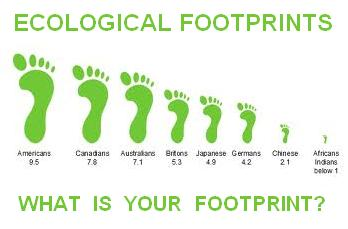 ECOLOGICAL FOOTPRINTS
Americans
9.5
Canadians
7.8
Australians
7.1
Britons
5.3
Japanese
4.9
Germans
4.2
Chinese
2.1
Africans
Indians
below 1
WHAT IS YOUR FOOTPRINT?